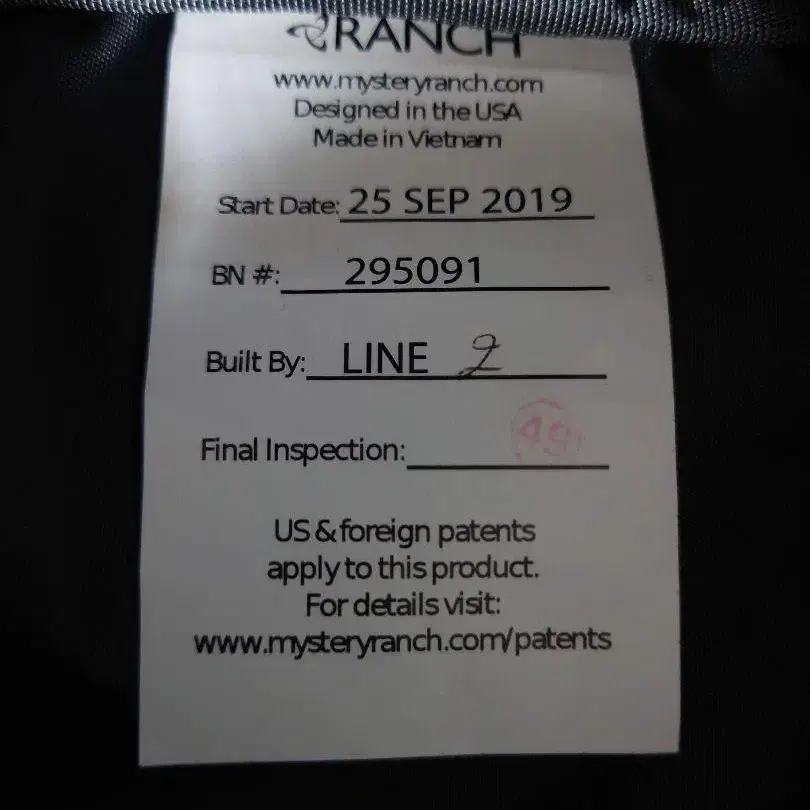 RANCH
www.mysteryranch.com
Designed in the USA
Made in Vietnam
Start Date: 25 SEP 2019
BN #: 295091
Built By: LINE 2
Final Inspection: 49
US & foreign patents
apply to this product.
For details visit:
www.mysteryranch.com/patents